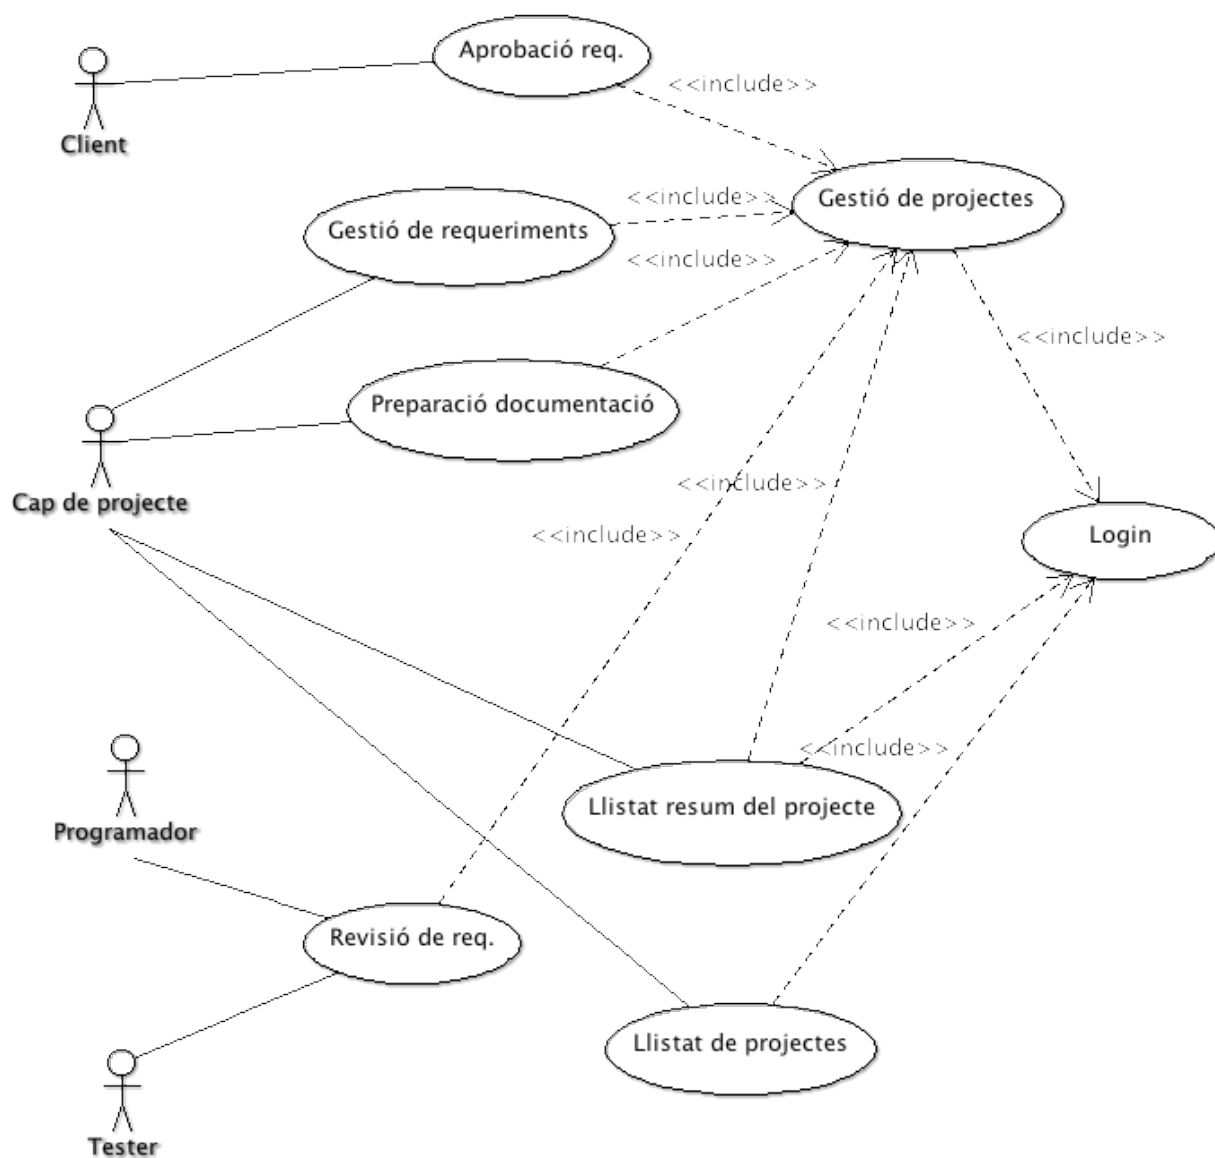 Aprobació req.
<<include>>
Client
<<include>>
Gestió de projectes
Gestió de requeriments
<<include>>
<<include>>
Preparació documentació
Cap de projecte
<<include>>
<<include>>
Login
<<include>>
<<include>>
Llistat resum del projecte
Programador
Revisió de req.
Llistat de projectes
Tester